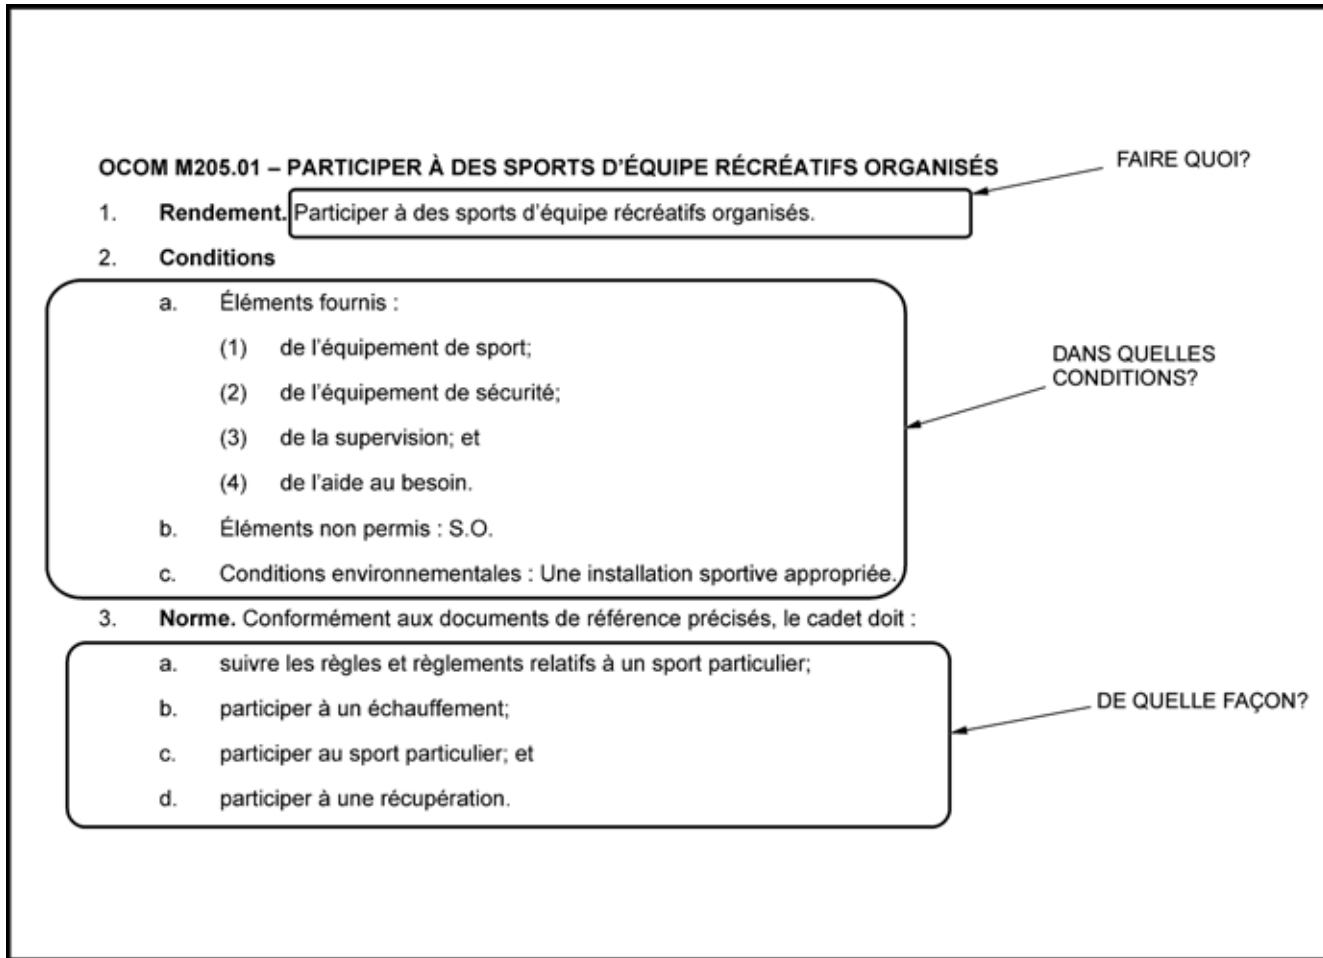 OCOM M205.01 – PARTICIPER À DES SPORTS D'ÉQUIPE RÉCRÉATIFS ORGANISÉS
FAIRE QUOI?
1. Rendement. Participer à des sports d'équipe récréatifs organisés.
2. Conditions
a. Éléments fournis :
(1) de l'équipement de sport;
(2) de l'équipement de sécurité;
(3) de la supervision; et
(4) de l'aide au besoin.
b. Éléments non permis : S.O.
c. Conditions environnementales : Une installation sportive appropriée.
DANS QUELLES
CONDITIONS?
3. Norme. Conformément aux documents de référence précisés, le cadet doit :
a. suivre les règles et règlements relatifs à un sport particulier;
b. participer à un échauffement;
c. participer au sport particulier; et
d. participer à une récupération.
DE QUELLE FAÇON?